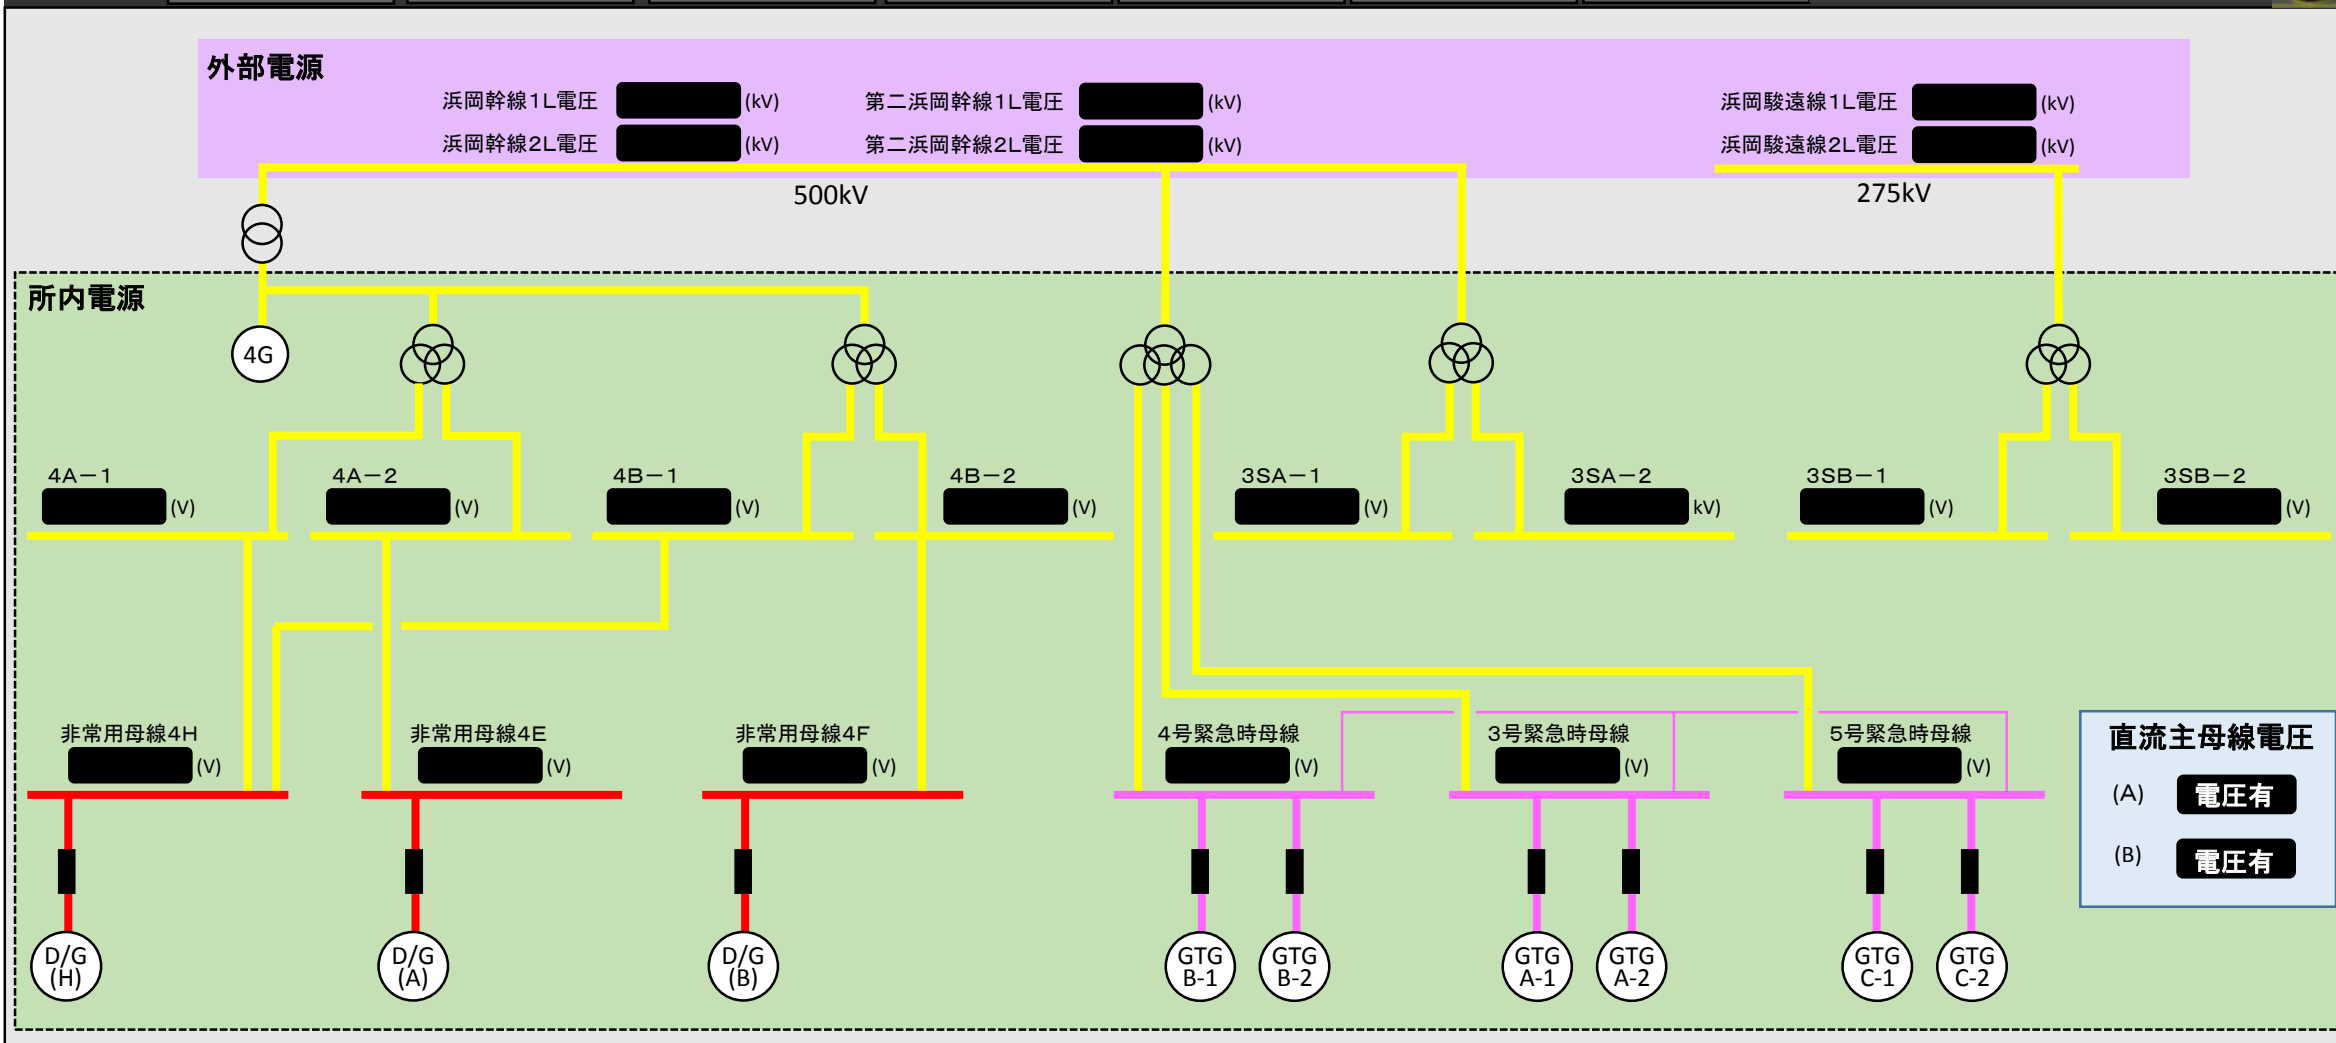 外部電源
浜岡幹線1L電圧 (kV) 第二浜岡幹線1L電圧 (kV) 浜岡駿遠線1L電圧 (kV)
浜岡幹線2L電圧 (kV) 第二浜岡幹線2L電圧 (kV) 浜岡駿遠線2L電圧 (kV)
500kV 275kV
所内電源
4G
4A－1 4A－2 4B－1 4B－2 3SA－1 3SA－2 3SB－1 3SB－2
(V) (V) (V) (V) (V) kV) (V) (V)
非常用母線4H 非常用母線4E 非常用母線4F 4号緊急時母線 3号緊急時母線 5号緊急時母線
(V) (V) (V) (V) (V) (V)
直流主母線電圧
(A) 電圧有
(B) 電圧有
D/G (H)
D/G (A)
D/G (B)
GTG B-1
GTG B-2
GTG A-1
GTG A-2
GTG C-1
GTG C-2